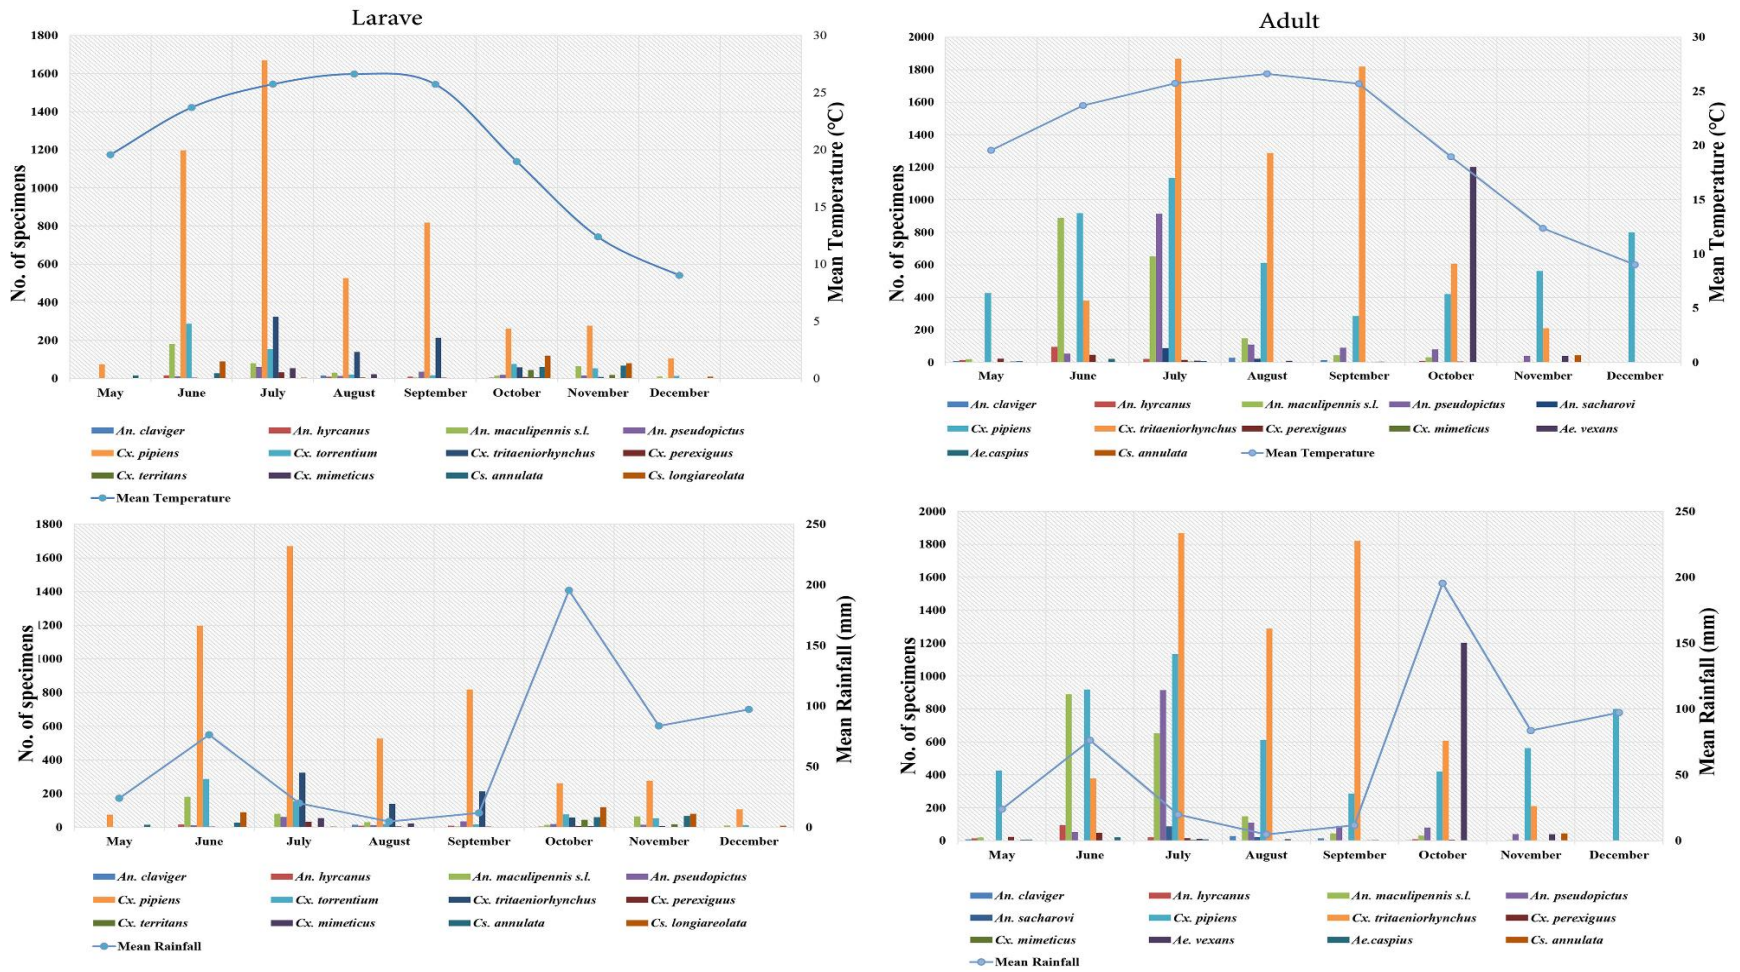 Larave
1800
1600
1400
1200
1000
800
600
400
200
0
No. of specimens
30
25
20
15
10
5
0
Mean Temperature (°C)
May June July August September October November December
An. claviger An. hyrcanus An. maculipennis s.l. An. pseudopictus
Cx. pipiens Cx. torrentium Cx. tritaeniorhynchus Cx. perexiguus
Cx. territans Cx. mimeticus Cs. annulata Cs. longiareolata
Mean Temperature
Adult
2000
1800
1600
1400
1200
1000
800
600
400
200
0
No. of specimens
30
25
20
15
10
5
0
Mean Temperature (°C)
May June July August September October November December
An. claviger An. hyrcanus An. maculipennis s.l. An. pseudopictus An. sacharovi
Cx. pipiens Cx. tritaeniorhynchus Cx. perexiguus Cx. mimeticus Ae. vexans
Ae.caspius Cs. annulata Mean Temperature
1800
1600
1400
1200
1000
800
600
400
200
0
No. of specimens
250
200
150
100
50
0
Mean Rainfall (mm)
May June July August September October November December
An. claviger An. hyrcanus An. maculipennis s.l. An. pseudopictus
Cx. pipiens Cx. torrentium Cx. tritaeniorhynchus Cx. perexiguus
Cx. territans Cx. mimeticus Cs. annulata Cs. longiareolata
Mean Rainfall
2000
1800
1600
1400
1200
1000
800
600
400
200
0
No. of specimens
250
200
150
100
50
0
Mean Rainfall (mm)
May June July August September October November December
An. claviger An. hyrcanus An. maculipennis s.l. An. pseudopictus
An. sacharovi Cx. pipiens Cx. tritaeniorhynchus Cx. perexiguus
Cx. mimeticus Ae. vexans Ae.caspius Cs. annulata
Mean Rainfall